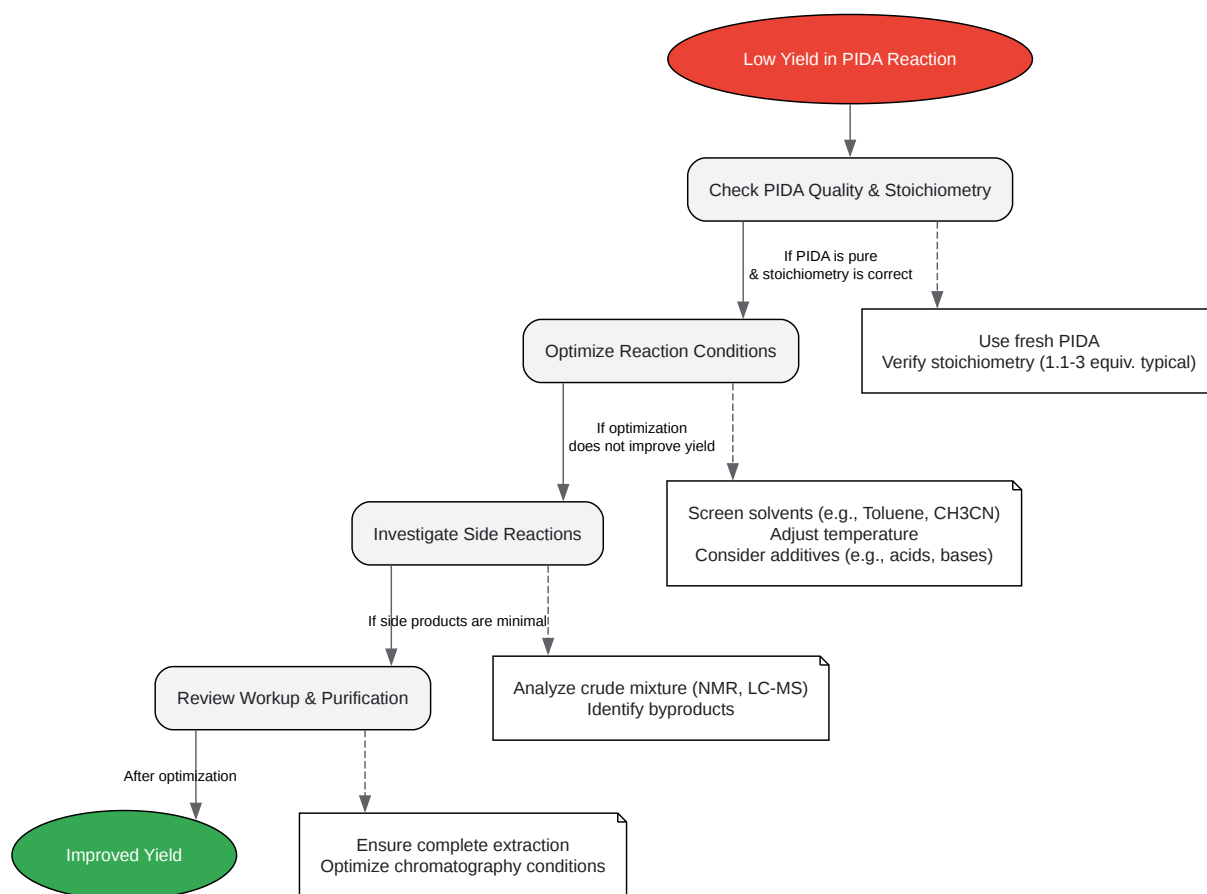 Low Yield in PIDA Reaction
Check PIDA Quality & Stoichiometry
If PIDA is pure
& stoichiometry is correct
Use fresh PIDA
Verify stoichiometry (1.1-3 equiv. typical)
Optimize Reaction Conditions
If optimization
does not improve yield
Screen solvents (e.g., Toluene, CH3CN)
Adjust temperature
Consider additives (e.g., acids, bases)
Investigate Side Reactions
If side products are minimal
Analyze crude mixture (NMR, LC-MS)
Identify byproducts
Review Workup & Purification
After optimization
Ensure complete extraction
Optimize chromatography conditions
Improved Yield